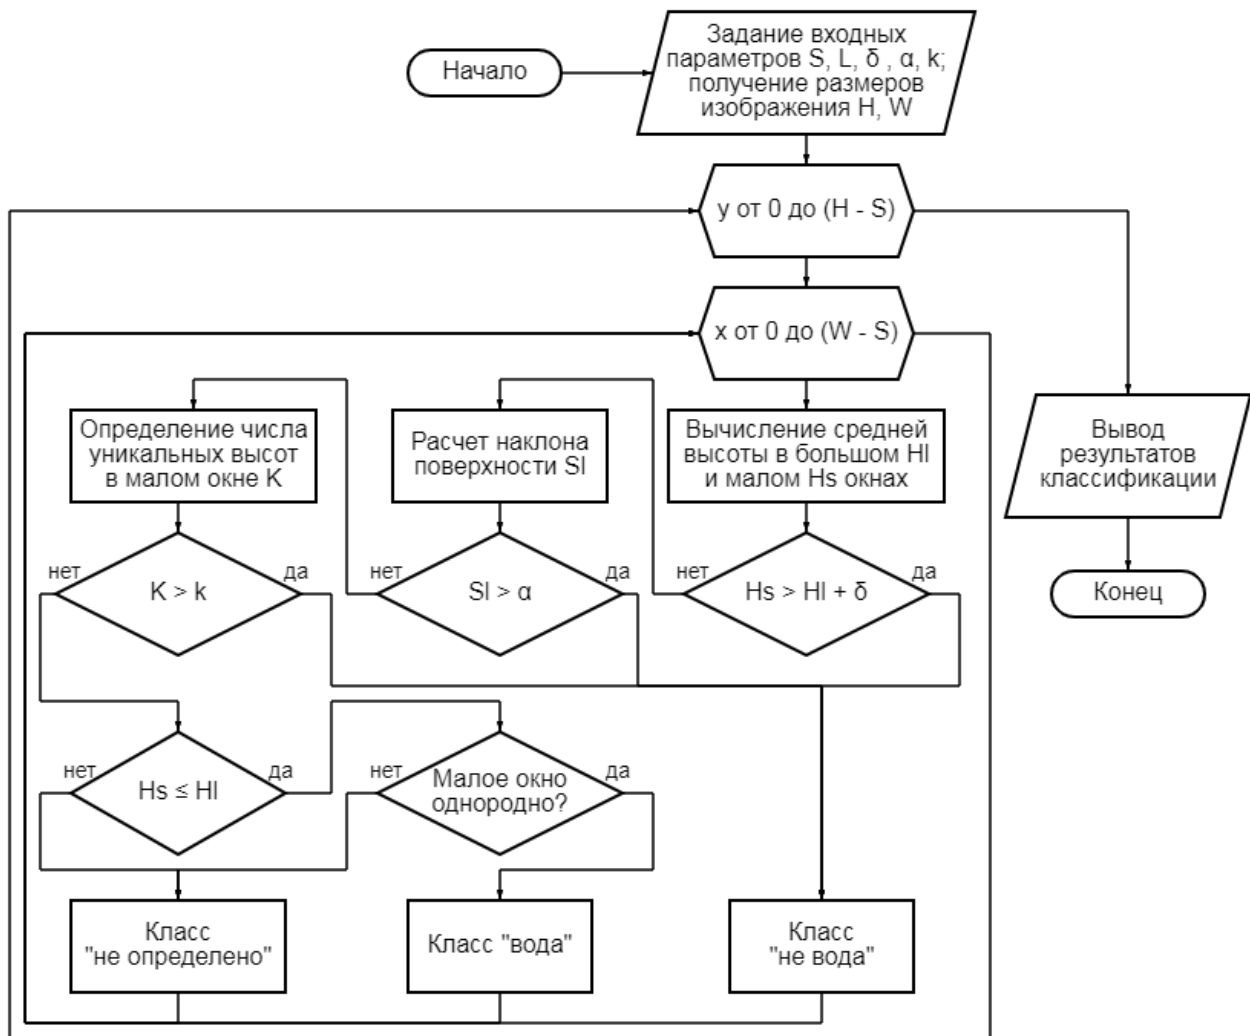 Начало
Задание входных
параметров S, L, δ , α, k;
получение размеров
изображения H, W
y от 0 до (H - S)
x от 0 до (W - S)
Определение числа
уникальных высот
в малом окне K
Расчет наклона
поверхности Sl
Вычисление средней
высоты в большом Hl
и малом Hs окнах
Вывод
результатов
классификации
нет
K > k
да
нет
Sl > α
да
нет
Hs > Hl + δ
да
Конец
нет
Hs ≤ Hl
да
нет
Малое окно
однородно?
да
Класс
"не определено"
Класс "вода"
Класс
"не вода"